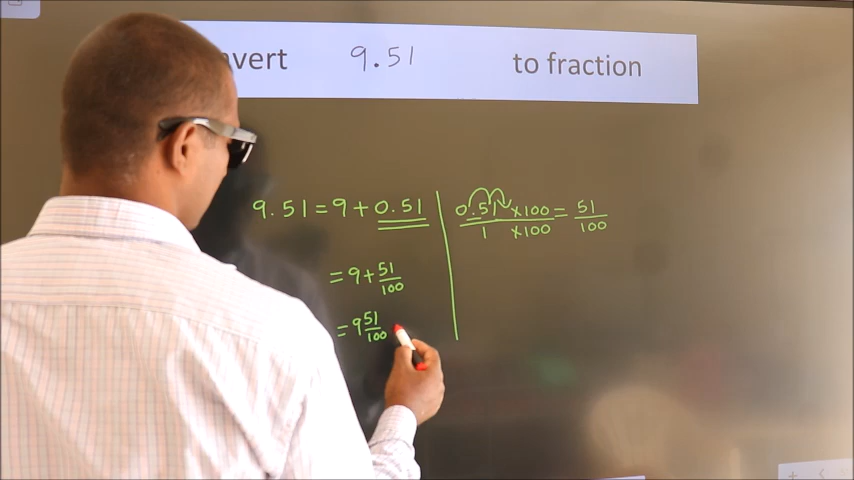 nvert 9.51 to fraction
9.51 = 9 + 0.51
= 9 + 51/100
= 9 51/100
0.51 ×100 / 1 ×100 = 51/100